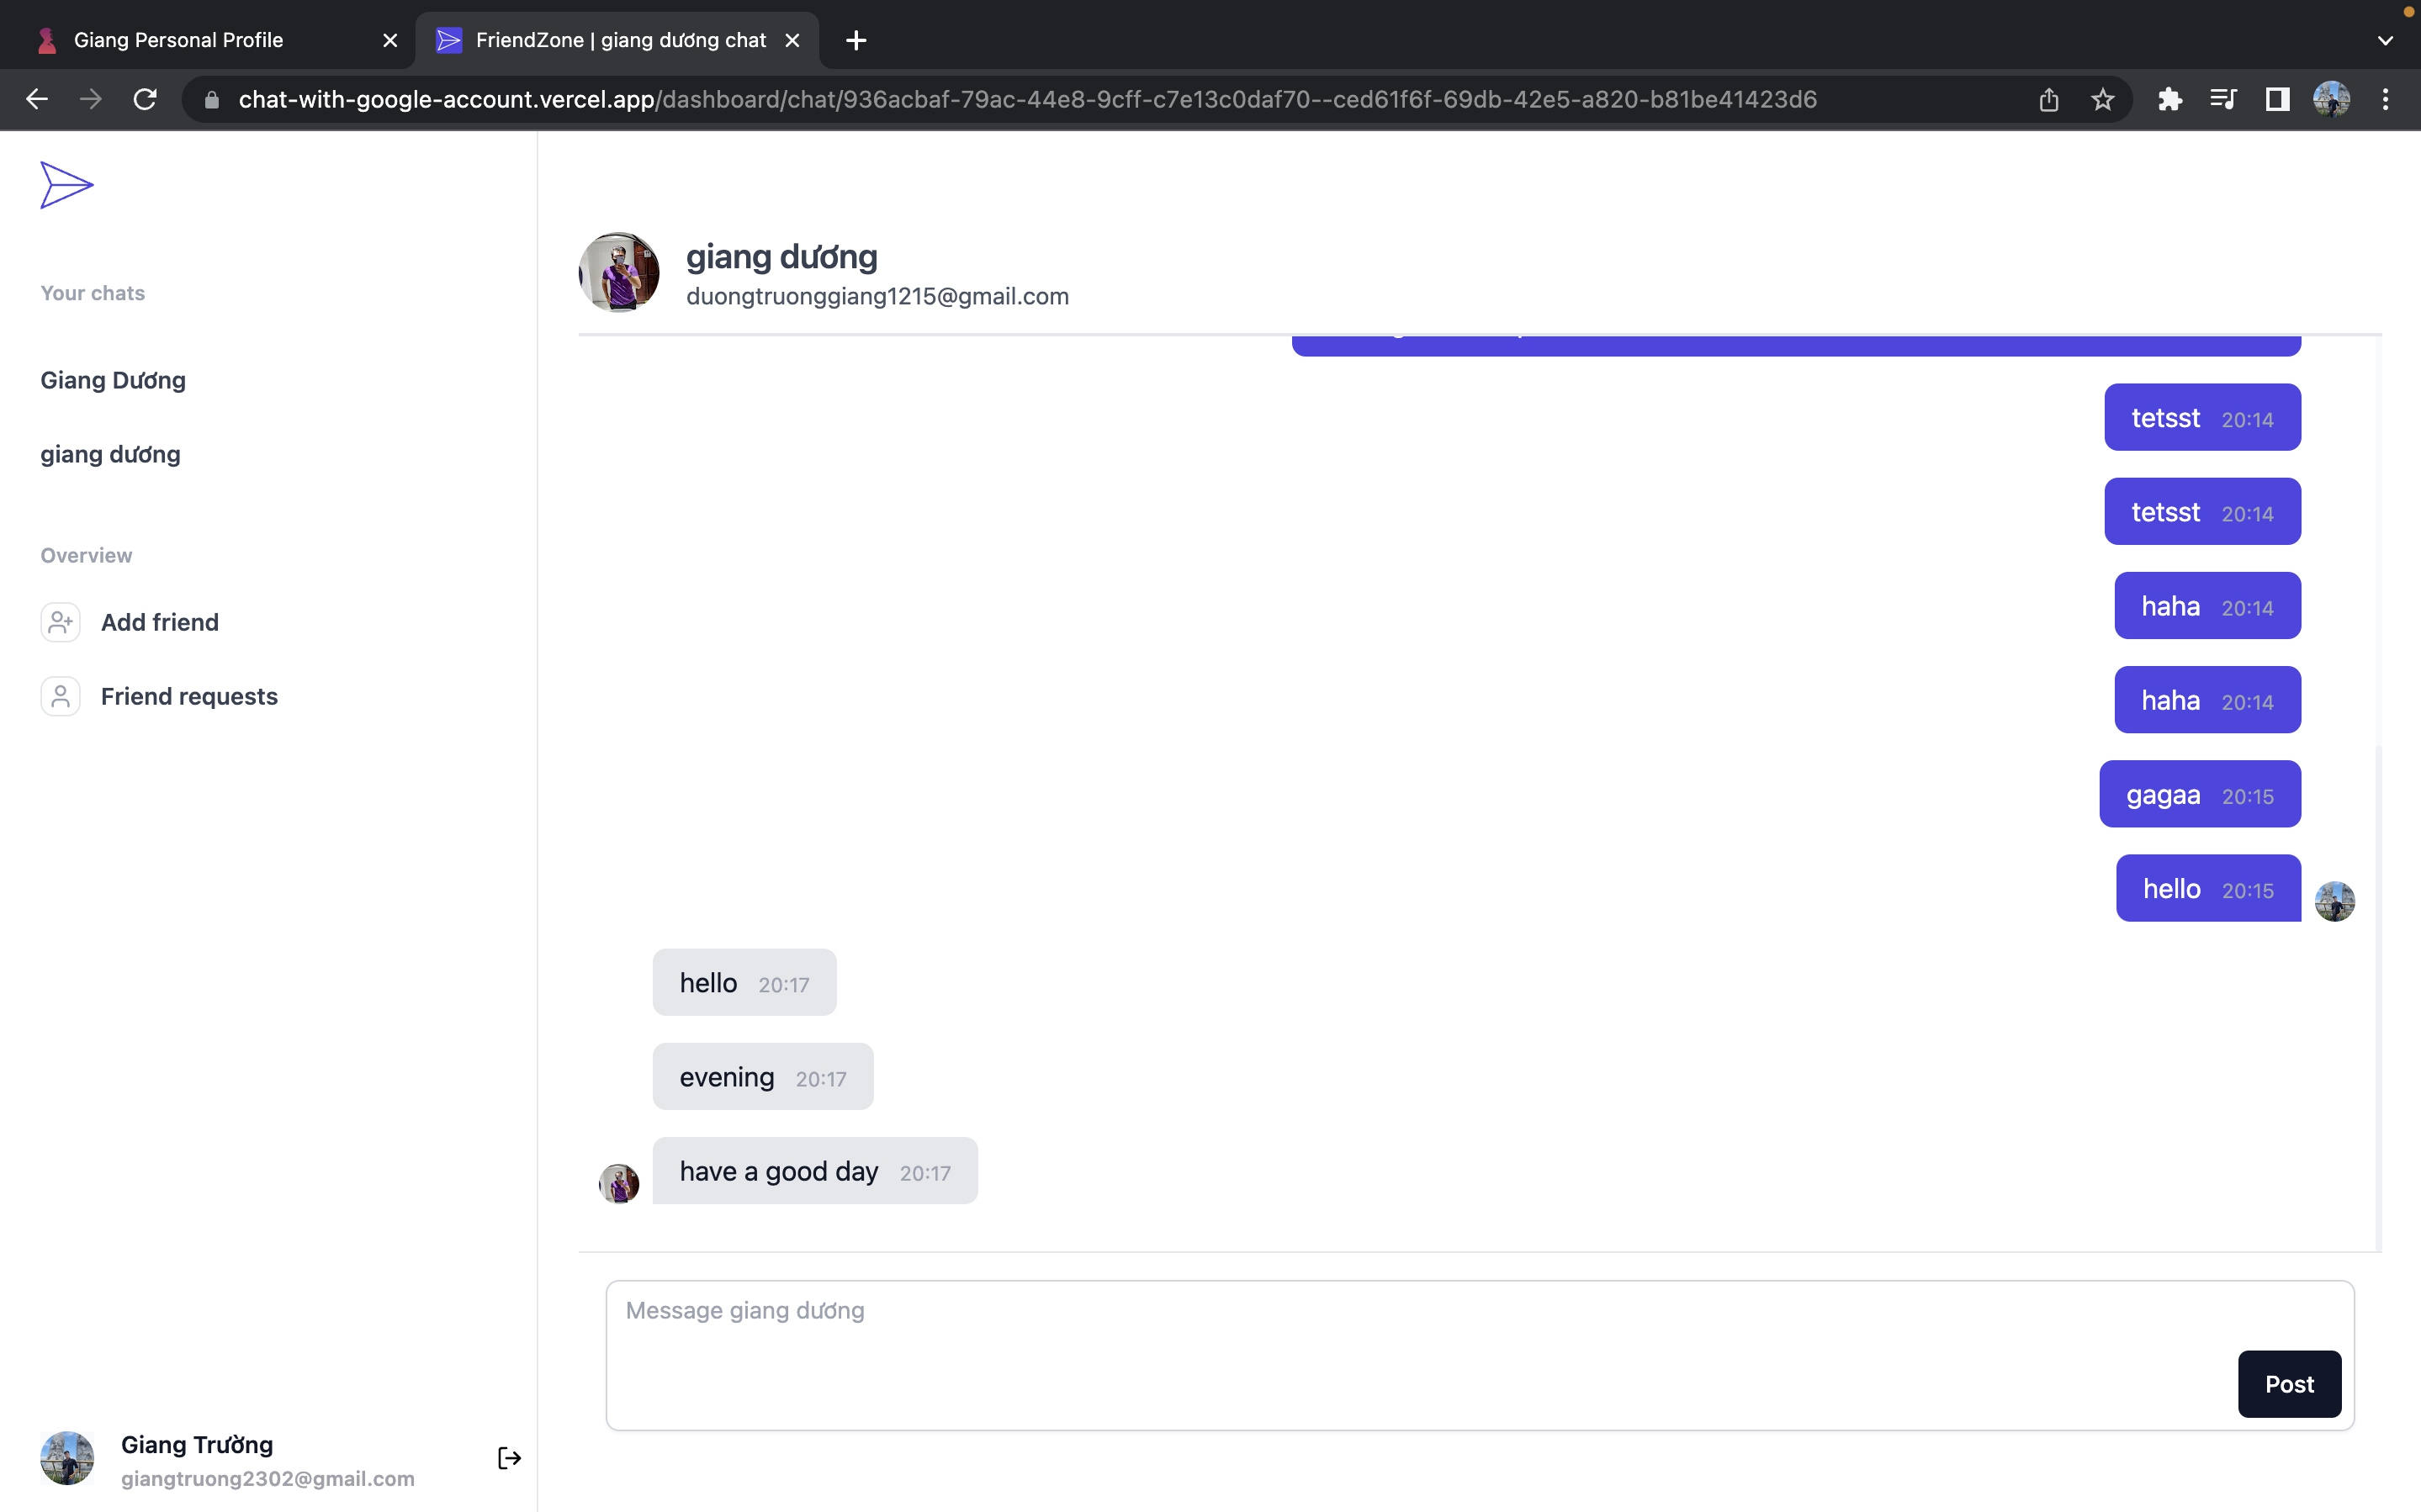 Giang Personal Profile
FriendZone | giang dương chat
chat-with-google-account.vercel.app/dashboard/chat/936acbaf-79ac-44e8-9cff-c7e13c0daf70--ced61f6f-69db-42e5-a820-b81be41423d6
Your chats
Giang Dương
giang dương
Overview
Add friend
Friend requests
Giang Trường
giangtruong2302@gmail.com
giang dương
duongtruonggiang1215@gmail.com
tetsst 20:14
tetsst 20:14
haha 20:14
haha 20:14
gagaa 20:15
hello 20:15
hello 20:17
evening 20:17
have a good day 20:17
Message giang dương
Post